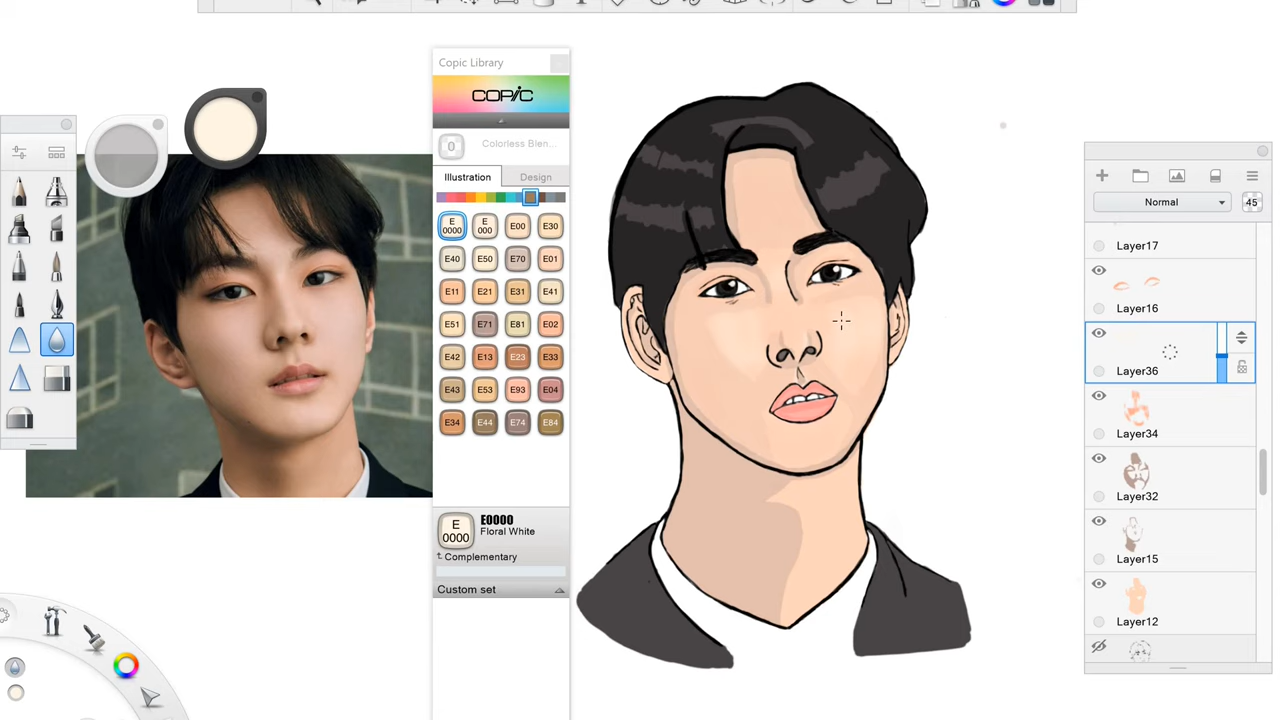 Copic Library
COPIC
0 Colorless Blen...
Illustration Design
E 0000 E 000 E00 E30
E40 E50 E70 E01
E11 E21 E31 E41
E51 E71 E81 E02
E42 E13 E23 E33
E43 E53 E93 E04
E34 E44 E74 E84
E 0000
E0000
Floral White
Complementary
Custom set
Normal 45
Layer17
Layer16
Layer36
Layer34
Layer32
Layer15
Layer12